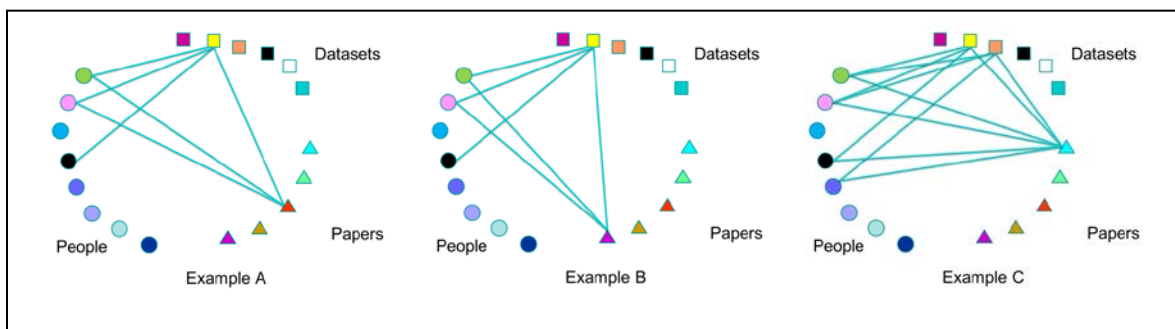 Datasets
People
Papers
Example A
Datasets
People
Papers
Example B
Datasets
People
Papers
Example C